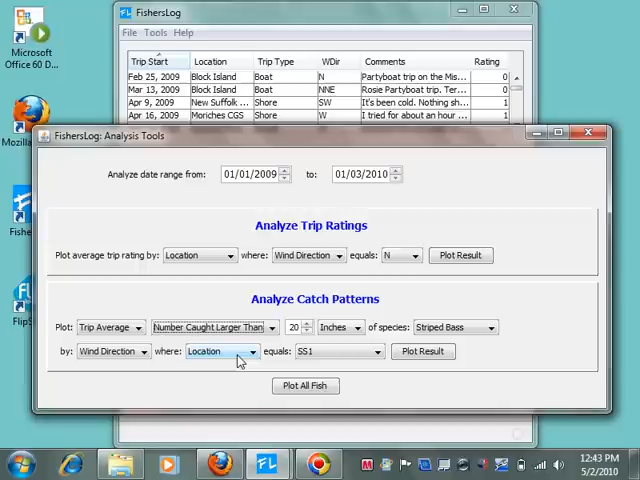 FishersLog
File Tools Help
Trip Start Location Trip Type WDir Comments Rating
Feb 25, 2009 Block Island Boat N Partyboat trip on the Mis... 0
Mar 13, 2009 Block Island Boat NNE Rosie Partyboat trip. Ter... 0
Apr 9, 2009 New Suffolk ... Shore SW It's been cold. Nothing sh... 1
Apr 16, 2009 Moriches CGS Shore W I tried for about an hour ... 1
Microsoft
Office 60 D...
Mozilla
Fishe
FlipS
FishersLog: Analysis Tools
Analyze date range from: 01/01/2009 to: 01/03/2010
Analyze Trip Ratings
Plot average trip rating by: Location where: Wind Direction equals: N Plot Result
Analyze Catch Patterns
Plot: Trip Average Number Caught Larger Than 20 Inches of species: Striped Bass
by: Wind Direction where: Location equals: SS1 Plot Result
Plot All Fish
12:43 PM
5/2/2010